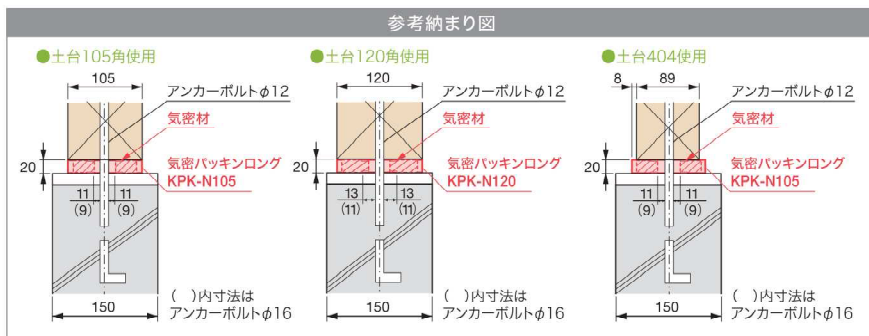 参考納まり図
●土台105角使用
105
アンカーボルトφ12
気密材
気密パッキンロング
KPK-N105
20
11
(9)
11
(9)
150
( )内寸法は
アンカーボルトφ16
●土台120角使用
120
アンカーボルトφ12
気密材
気密パッキンロング
KPK-N120
20
13
(11)
13
(11)
150
( )内寸法は
アンカーボルトφ16
●土台404使用
8
89
アンカーボルトφ12
気密材
気密パッキンロング
KPK-N105
20
11
(9)
11
(9)
150
( )内寸法は
アンカーボルトφ16